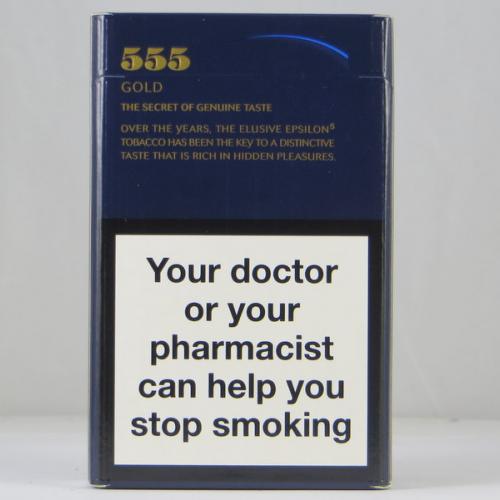 555
GOLD
THE SECRET OF GENUINE TASTE
OVER THE YEARS, THE ELUSIVE EPSILON⁵
TOBACCO HAS BEEN THE KEY TO A DISTINCTIVE
TASTE THAT IS RICH IN HIDDEN PLEASURES.
Your doctor
or your
pharmacist
can help you
stop smoking